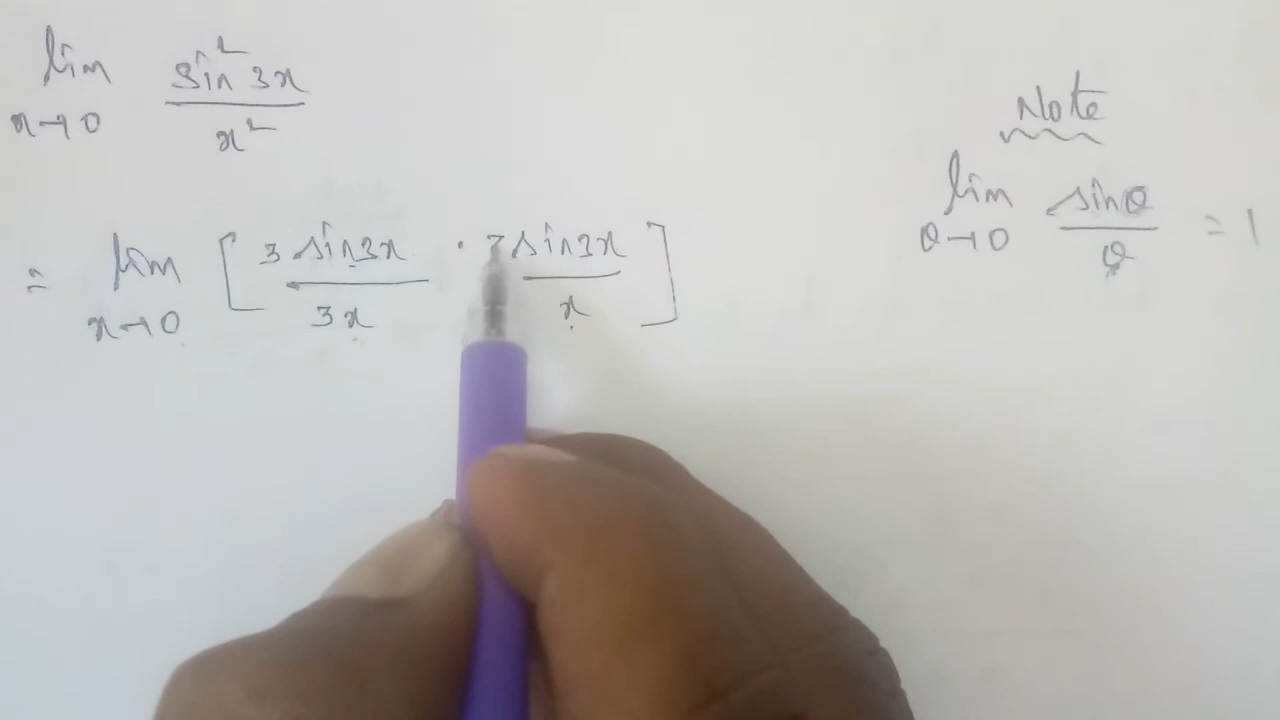 lim sin² 3x / x²
x→0
Note
lim sinθ / θ = 1
θ→0
= lim [ 3 sin3x / 3x · 3 sin3x / x ]
x→0